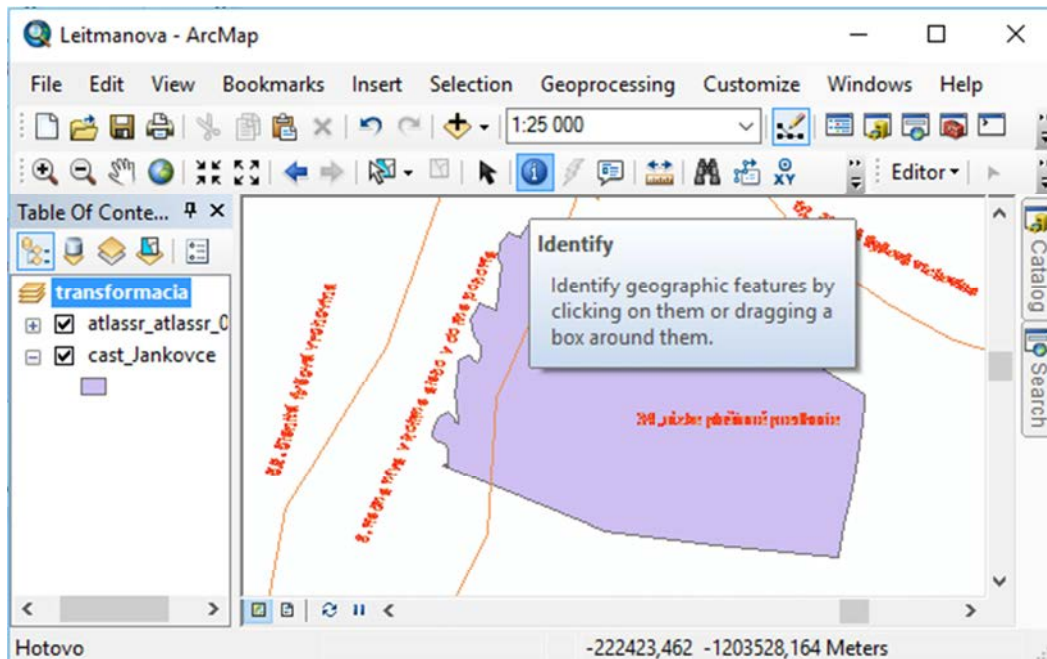 Leitmanova - ArcMap
File Edit View Bookmarks Insert Selection Geoprocessing Customize Windows Help
1:25 000
XY
Editor
Table Of Conte...
Identify
Identify geographic features by
clicking on them or dragging a
box around them.
transformacia
atlassr_atlassr_0
cast_Jankovce
Catalog
Search
Hotovo
-222423,462 -1203528,164 Meters